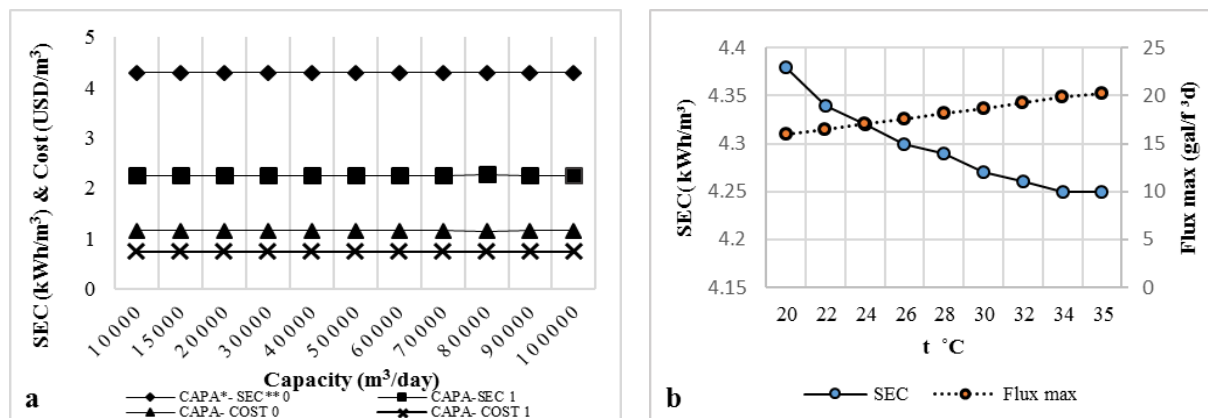 SEC (kWh/m³) & Cost (USD/m³)
5
4
3
2
1
0
10000
15000
20000
30000
40000
50000
60000
70000
80000
90000
100000
Capacity (m³/day)
CAPA*- SEC** 0
CAPA-SEC 1
CAPA- COST 0
CAPA- COST 1
a
SEC( kWh/m³)
4.4
4.35
4.3
4.25
4.2
4.15
25
20
15
10
5
0
Flux max (gal/f ³d)
20 22 24 26 28 30 32 34 35
t °C
SEC
Flux max
b